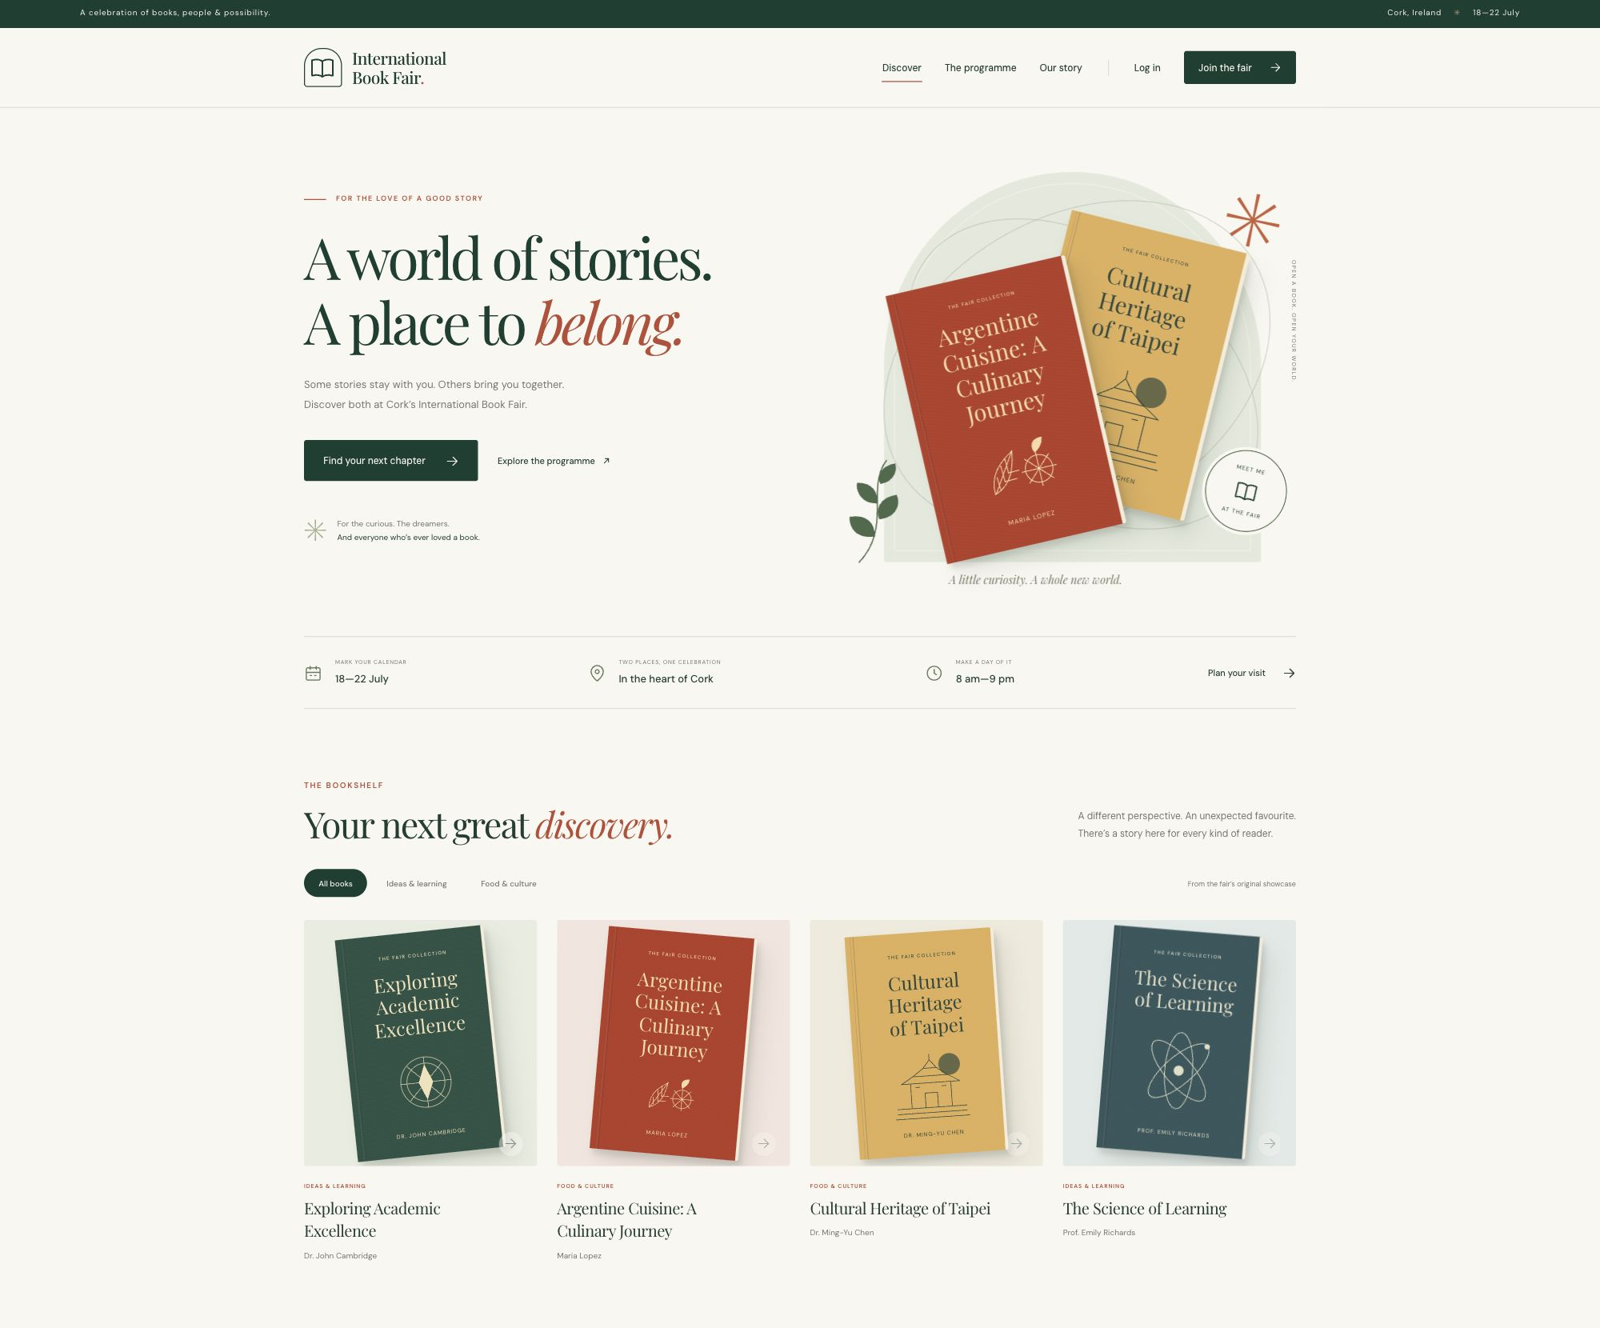 A celebration of books, people & possibility.
Cork, Ireland ✳ 18—22 July
International
Book Fair.
Discover
The programme
Our story
Log in
Join the fair →
FOR THE LOVE OF A GOOD STORY
A world of stories.
A place to belong.
Some stories stay with you. Others bring you together.
Discover both at Cork’s International Book Fair.
Find your next chapter →
Explore the programme ↗
For the curious. The dreamers.
And everyone who’s ever loved a book.
THE FAIR COLLECTION
Cultural
Heritage
of Taipei
CHEN
THE FAIR COLLECTION
Argentine
Cuisine: A
Culinary
Journey
MARIA LOPEZ
OPEN A BOOK. OPEN YOUR WORLD.
MEET ME
AT THE FAIR
A little curiosity. A whole new world.
MARK YOUR CALENDAR
18—22 July
TWO PLACES, ONE CELEBRATION
In the heart of Cork
MAKE A DAY OF IT
8 am—9 pm
Plan your visit →
THE BOOKSHELF
Your next great discovery.
A different perspective. An unexpected favourite.
There’s a story here for every kind of reader.
All books
Ideas & learning
Food & culture
From the fair’s original showcase
THE FAIR COLLECTION
Exploring
Academic
Excellence
DR. JOHN CAMBRIDGE
IDEAS & LEARNING
Exploring Academic
Excellence
Dr. John Cambridge
THE FAIR COLLECTION
Argentine
Cuisine: A
Culinary
Journey
MARIA LOPEZ
FOOD & CULTURE
Argentine Cuisine: A
Culinary Journey
Maria Lopez
THE FAIR COLLECTION
Cultural
Heritage
of Taipei
DR. MING-YU CHEN
FOOD & CULTURE
Cultural Heritage of Taipei
Dr. Ming-Yu Chen
THE FAIR COLLECTION
The Science
of Learning
PROF. EMILY RICHARDS
IDEAS & LEARNING
The Science of Learning
Prof. Emily Richards